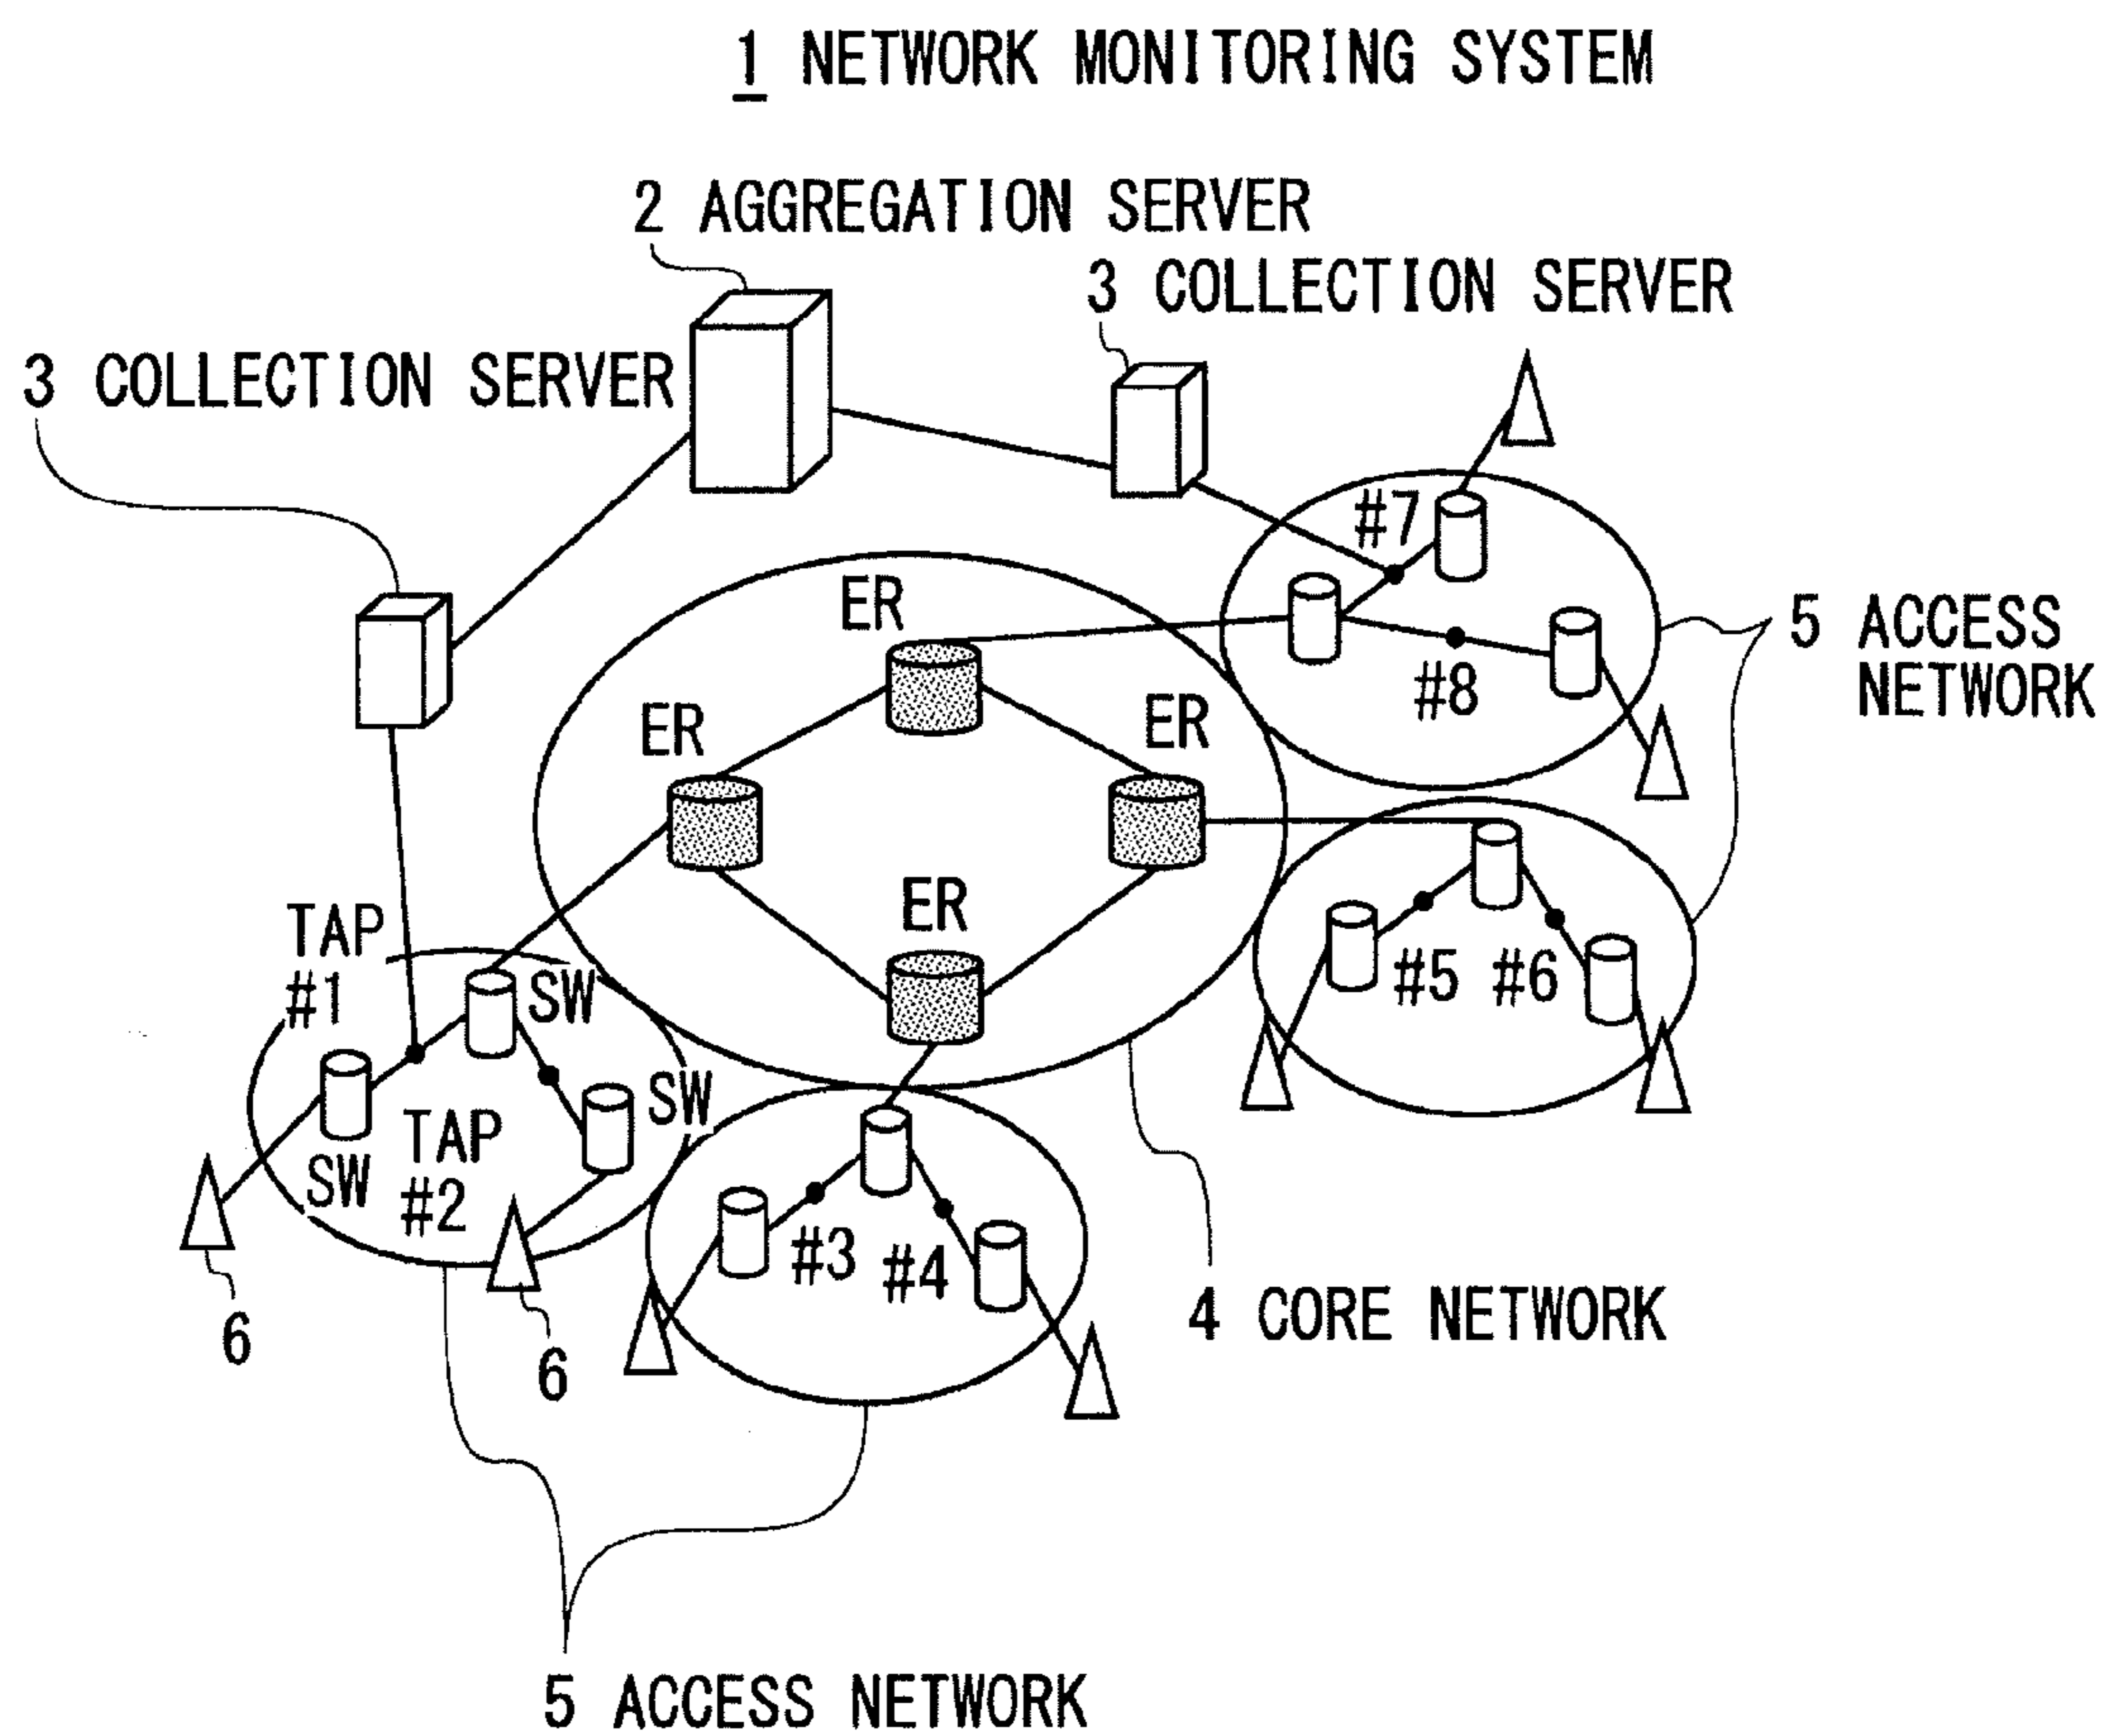 1 NETWORK MONITORING SYSTEM
2 AGGREGATION SERVER
3 COLLECTION SERVER
3 COLLECTION SERVER
#7
ER
5 ACCESS
NETWORK
#8
ER
ER
ER
TAP
#1
SW
#5
#6
SW
TAP
#2
SW
#3
#4
4 CORE NETWORK
6
6
5 ACCESS NETWORK